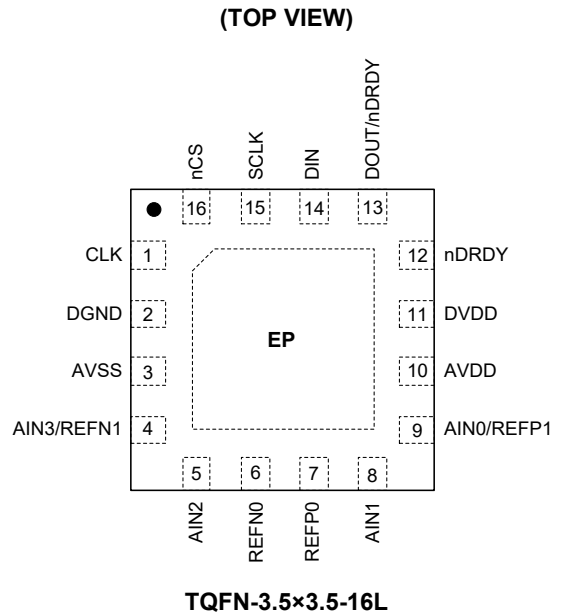 (TOP VIEW)
nCS
SCLK
DIN
DOUT/nDRDY
16
15
14
13
CLK
1
12
nDRDY
DGND
2
11
DVDD
EP
AVSS
3
10
AVDD
AIN3/REFN1
4
9
AIN0/REFP1
5
6
7
8
AIN2
REFN0
REFP0
AIN1
TQFN-3.5×3.5-16L